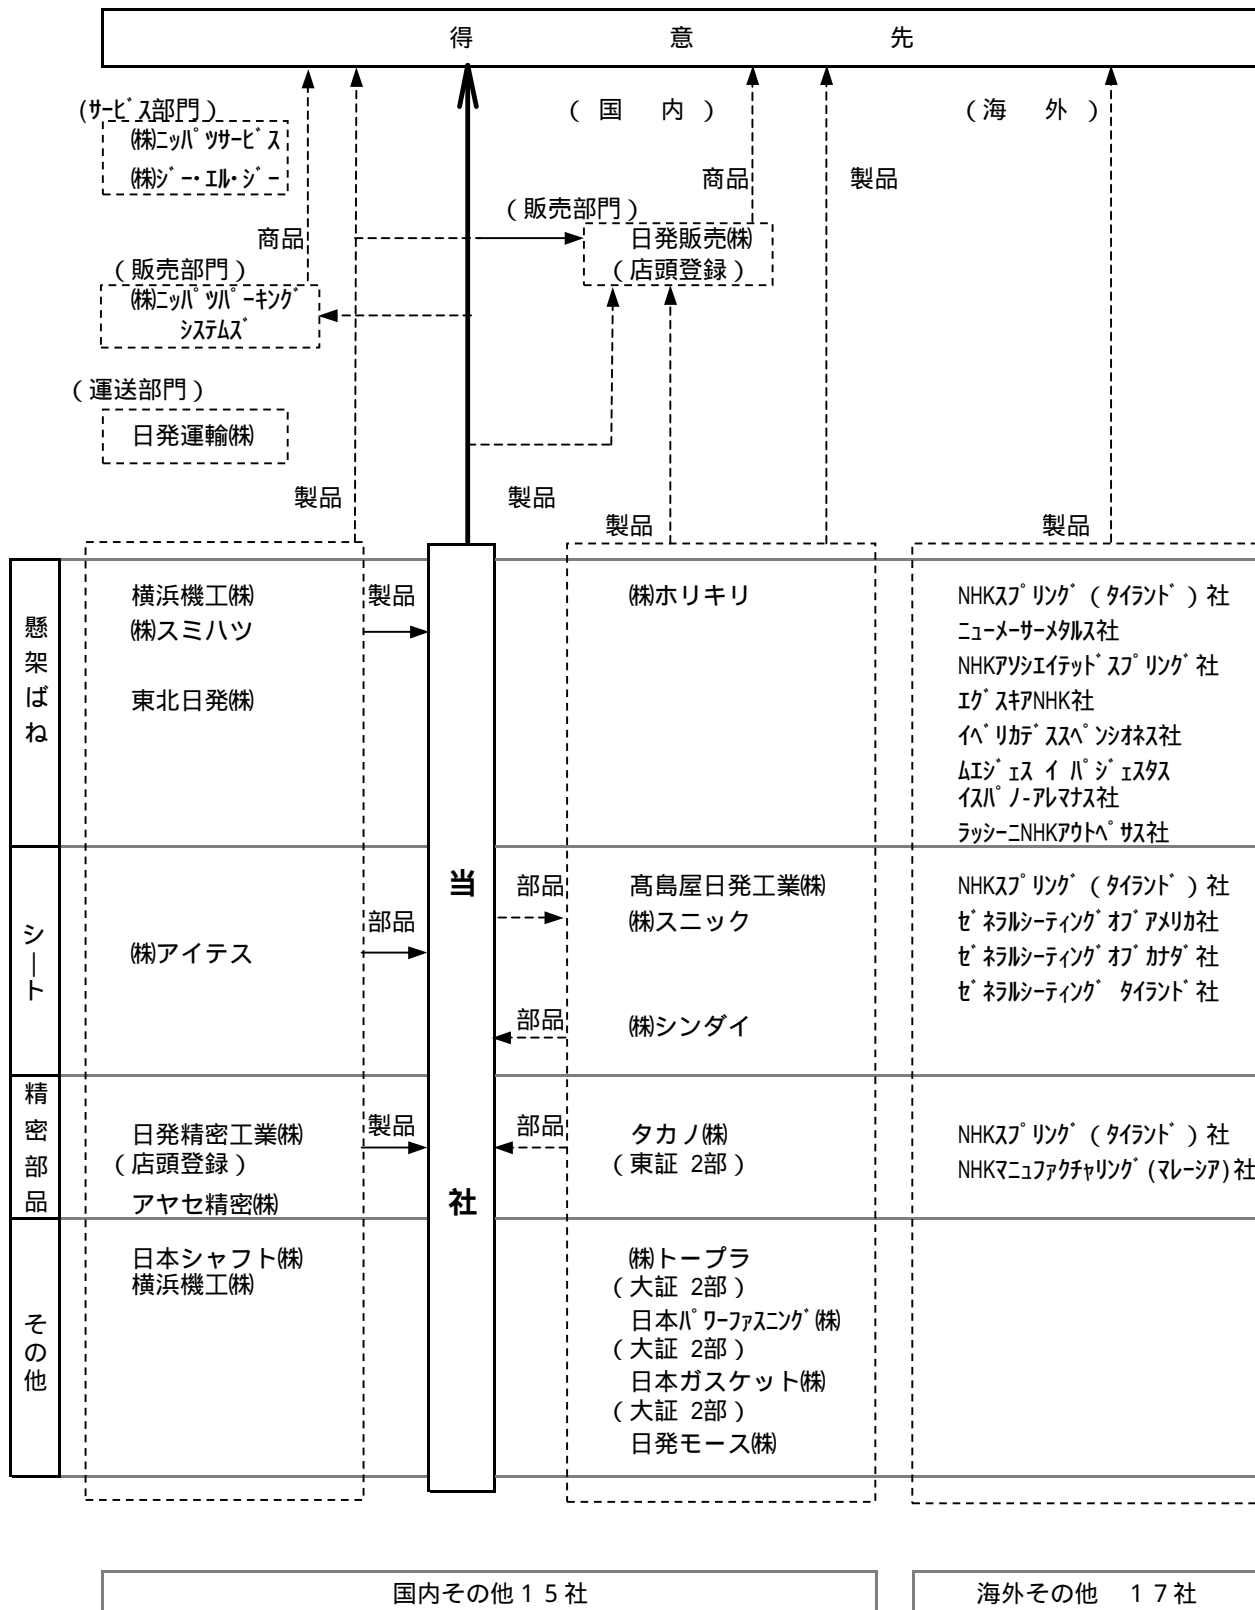 得 意 先
(ｻｰﾋﾞｽ部門）
（ 国 内 ）
（ 海 外 ）
㈱ﾆｯﾊﾟﾂｻｰﾋﾞｽ
㈱ｼﾞｰ･ｴﾙ･ｼﾞｰ
商品
製品
（販売部門）
日発販売㈱
（店頭登録）
商品
（販売部門）
㈱ﾆｯﾊﾟﾂﾊﾟｰｷﾝｸﾞ
ｼｽﾃﾑｽﾞ
（運送部門）
日発運輸㈱
製品
製品
製品
製品
懸架ばね
横浜機工㈱
㈱スミハツ
東北日発㈱
製品
㈱ホリキリ
NHKｽﾌﾟﾘﾝｸﾞ（ﾀｲﾗﾝﾄﾞ）社
ﾆｭｰﾒｰｻｰﾒﾀﾙｽ社
NHKｱｿｼｴｲﾃｯﾄﾞｽﾌﾟﾘﾝｸﾞ社
ｴｸﾞｽｷｱNHK社
ｲﾍﾞﾘｶﾃﾞｽｽﾍﾟﾝｼｵﾈｽ社
ﾑｴｼﾞｪｽ ｲ ﾊﾞｼﾞｪｽﾀｽ
ｲｽﾊﾟﾉ-ｱﾚﾏﾅｽ社
ﾗｯｼｰﾆNHKｱｳﾄﾍﾟｻｽ社
当社
シート
㈱アイテス
部品
部品
髙島屋日発工業㈱
㈱スニック
部品
㈱シンダイ
NHKｽﾌﾟﾘﾝｸﾞ（ﾀｲﾗﾝﾄﾞ）社
ｾﾞﾈﾗﾙｼｰﾃｨﾝｸﾞｵﾌﾞｱﾒﾘｶ社
ｾﾞﾈﾗﾙｼｰﾃｨﾝｸﾞｵﾌﾞｶﾅﾀﾞ社
ｾﾞﾈﾗﾙｼｰﾃｨﾝｸﾞ ﾀｲﾗﾝﾄﾞ社
精密部品
日発精密工業㈱
（店頭登録）
アヤセ精密㈱
製品
部品
タカノ㈱
（東証 2部）
NHKｽﾌﾟﾘﾝｸﾞ（ﾀｲﾗﾝﾄﾞ）社
NHKﾏﾆｭﾌｧｸﾁｬﾘﾝｸﾞ(ﾏﾚｰｼｱ)社
その他
日本シャフト㈱
横浜機工㈱
㈱トープラ
（大証 2部）
日本ﾊﾟﾜｰﾌｧｽﾆﾝｸﾞ㈱
（大証 2部）
日本ガスケット㈱
（大証 2部）
日発モース㈱
国内その他１５社
海外その他 １７社